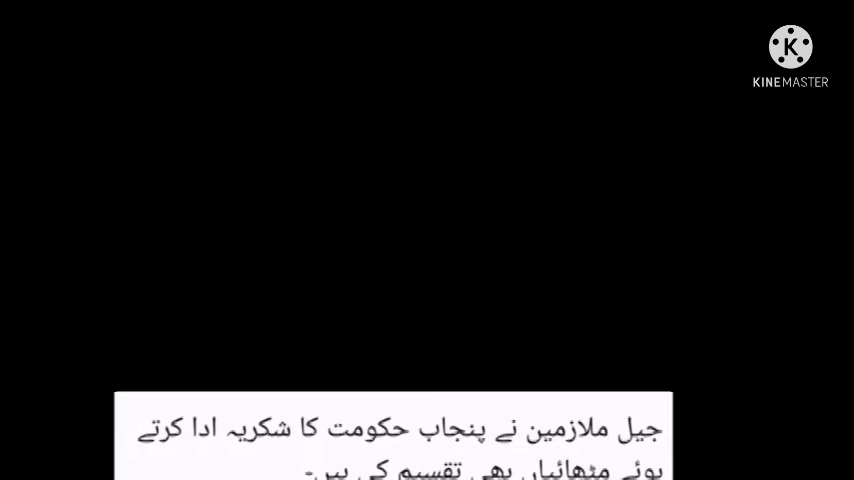 KINEMASTER
جیل ملازمین نے پنجاب حکومت کا شکریہ ادا کرتے
ہوئے مٹھائیاں بھی تقسیم کی ہیں۔